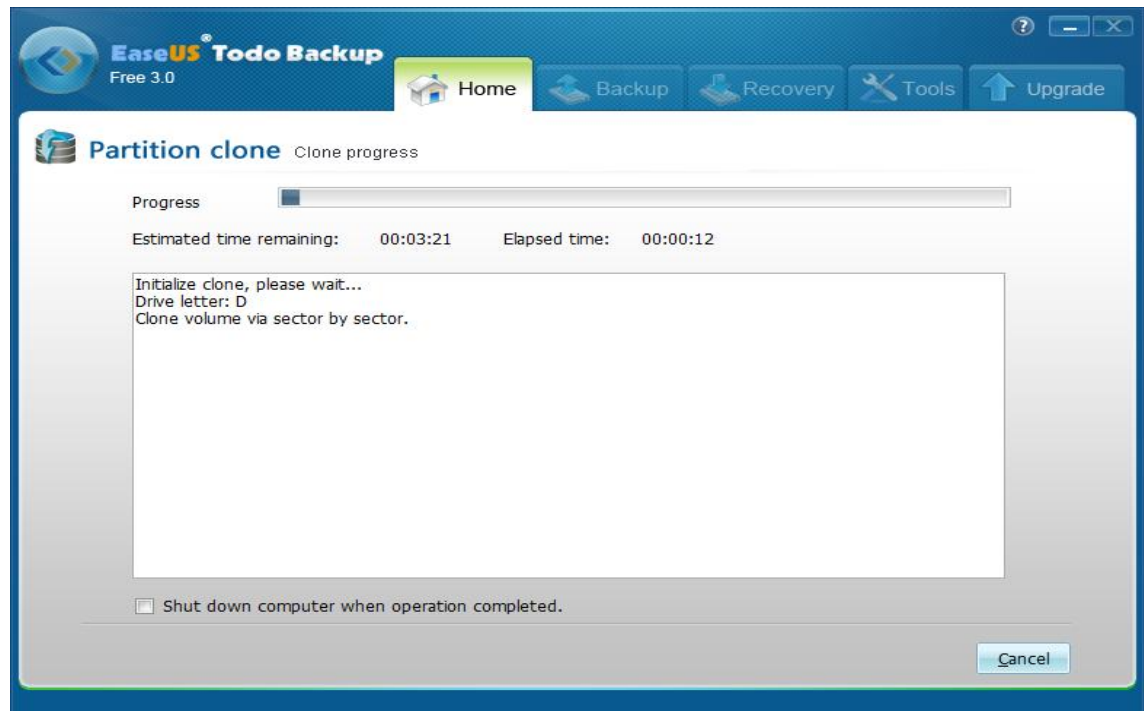 EaseUS® Todo Backup
Free 3.0
?
Home
Backup
Recovery
Tools
Upgrade
Partition clone Clone progress
Progress
Estimated time remaining: 00:03:21 Elapsed time: 00:00:12
Initialize clone, please wait...
Drive letter: D
Clone volume via sector by sector.
Shut down computer when operation completed.
Cancel